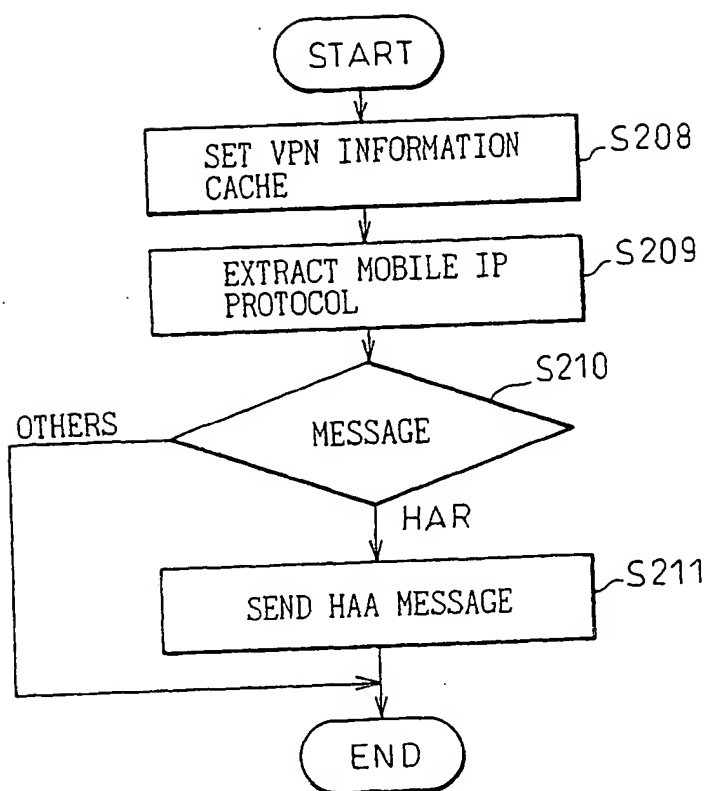 START
SET VPN INFORMATION
CACHE
S208
EXTRACT MOBILE IP
PROTOCOL
S209
S210
MESSAGE
OTHERS
HAR
SEND HAA MESSAGE
S211
END